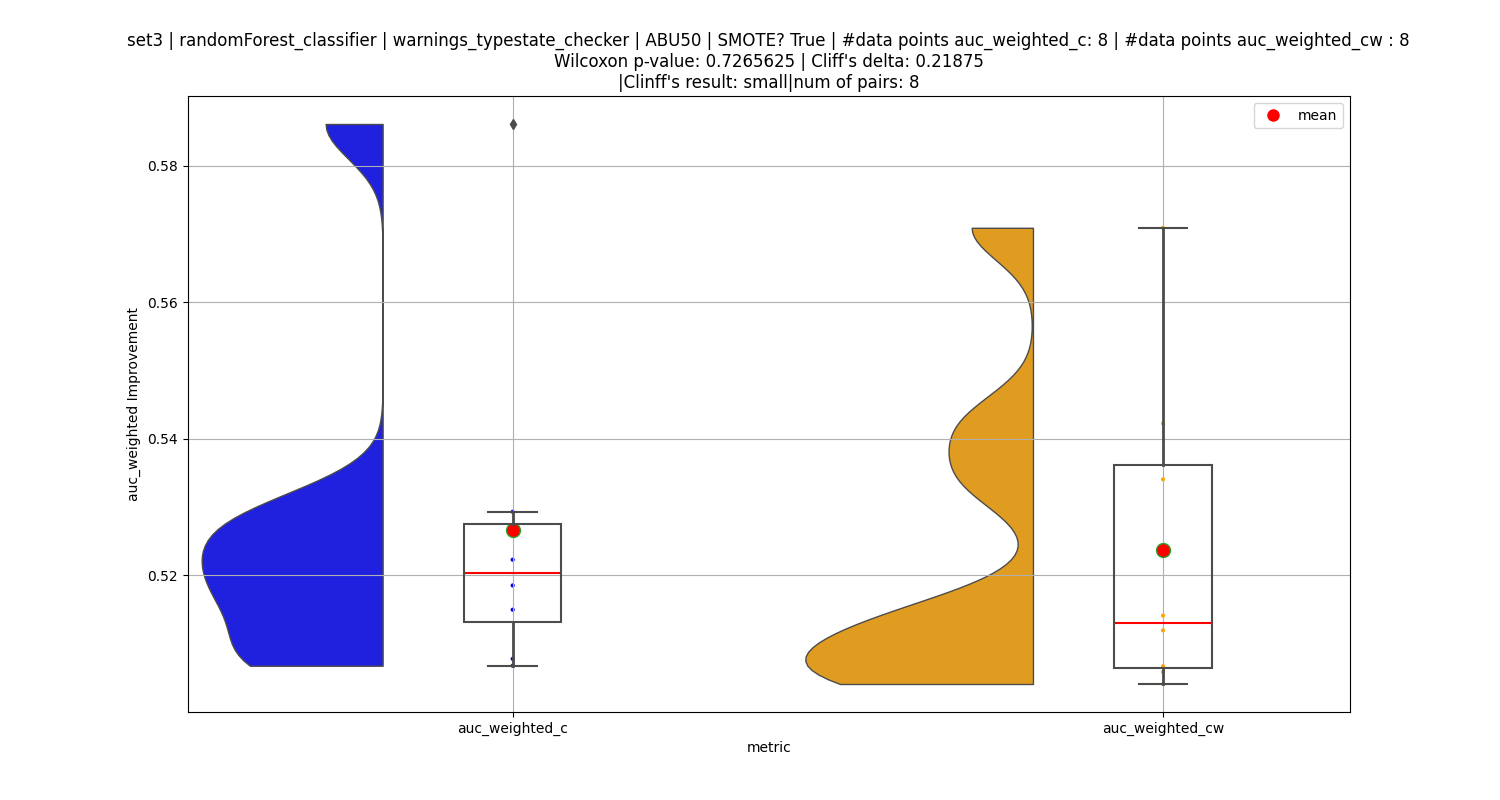 set3 | randomForest_classifier | warnings_typestate_checker | ABU50 | SMOTE? True | #data points auc_weighted_c: 8 | #data points auc_weighted_cw : 8
Wilcoxon p-value: 0.7265625 | Cliff's delta: 0.21875
|Clinff's result: small|num of pairs: 8
mean
0.58
0.56
0.54
0.52
auc_weighted Improvement
auc_weighted_c
auc_weighted_cw
metric